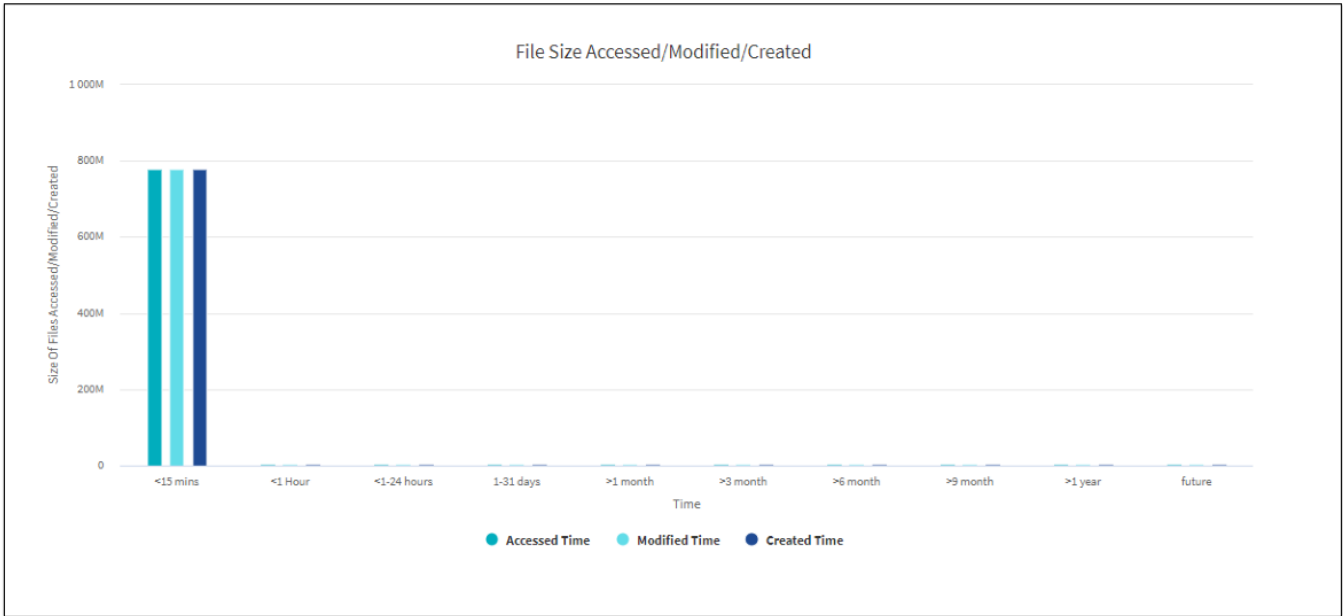 File Size Accessed/Modified/Created
Size Of Files Accessed/Modified/Created
1 000M
800M
600M
400M
200M
0
<15 mins <1 Hour <1-24 hours 1-31 days >1 month >3 month >6 month >9 month >1 year future
Time
Accessed Time Modified Time Created Time